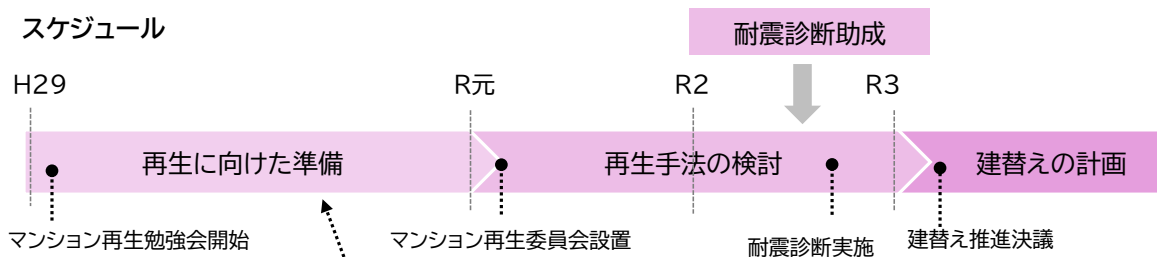 スケジュール
耐震診断助成
H29
R元
R2
R3
再生に向けた準備
再生手法の検討
建替えの計画
マンション再生勉強会開始
マンション再生委員会設置
耐震診断実施
建替え推進決議